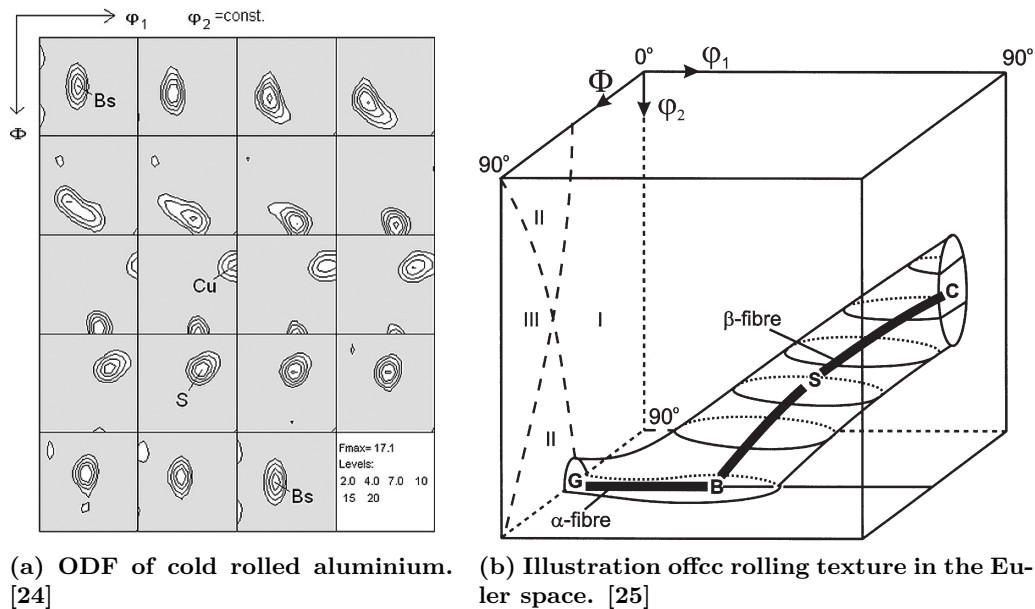 φ₁ φ₂ =const.
Φ
Bs
Cu
S
Bs
Fmax= 17.1
Levels:
2.0 4.0 7.0 10
15 20
(a) ODF of cold rolled aluminium.
[24]
0° φ₁ 90°
Φ
φ₂
90°
II
III I
II
90°
C
β-fibre
S
G B
α-fibre
(b) Illustration offcc rolling texture in the Eu-
ler space. [25]